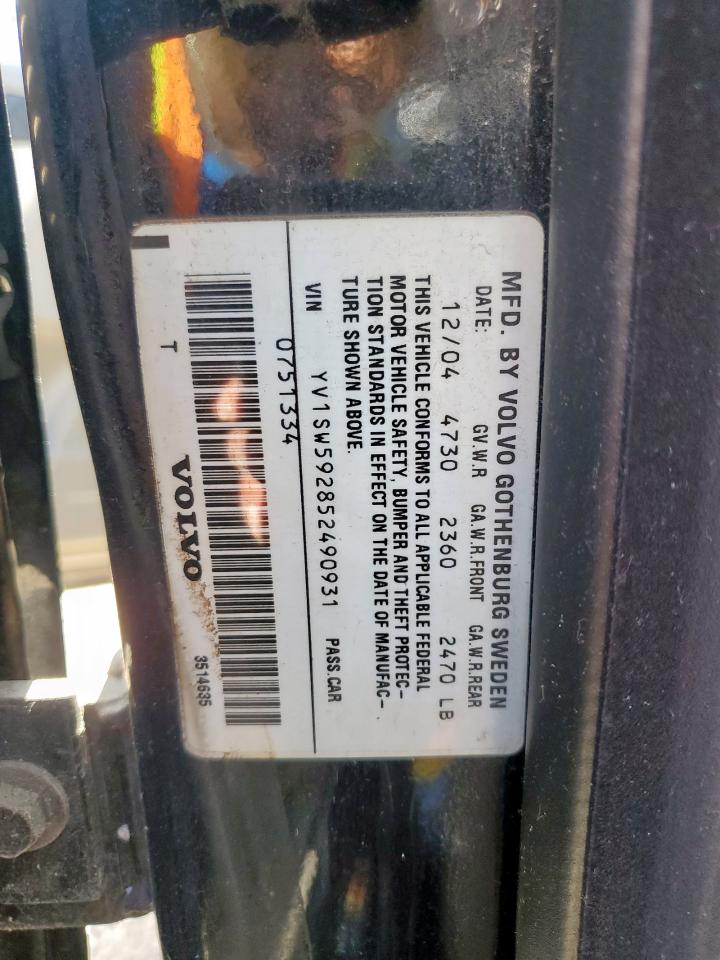 MFD. BY VOLVO GOTHENBURG SWEDEN
DATE: GV.W.R GA.W.R.FRONT GA.W.R.REAR
12/04 4730 2360 2470 LB
THIS VEHICLE CONFORMS TO ALL APPLICABLE FEDERAL
MOTOR VEHICLE SAFETY, BUMPER AND THEFT PROTEC-
TION STANDARDS IN EFFECT ON THE DATE OF MANUFAC-
TURE SHOWN ABOVE.
VIN YV1SW592852490931 PASS.CAR
0751334
T VOLVO 3514635